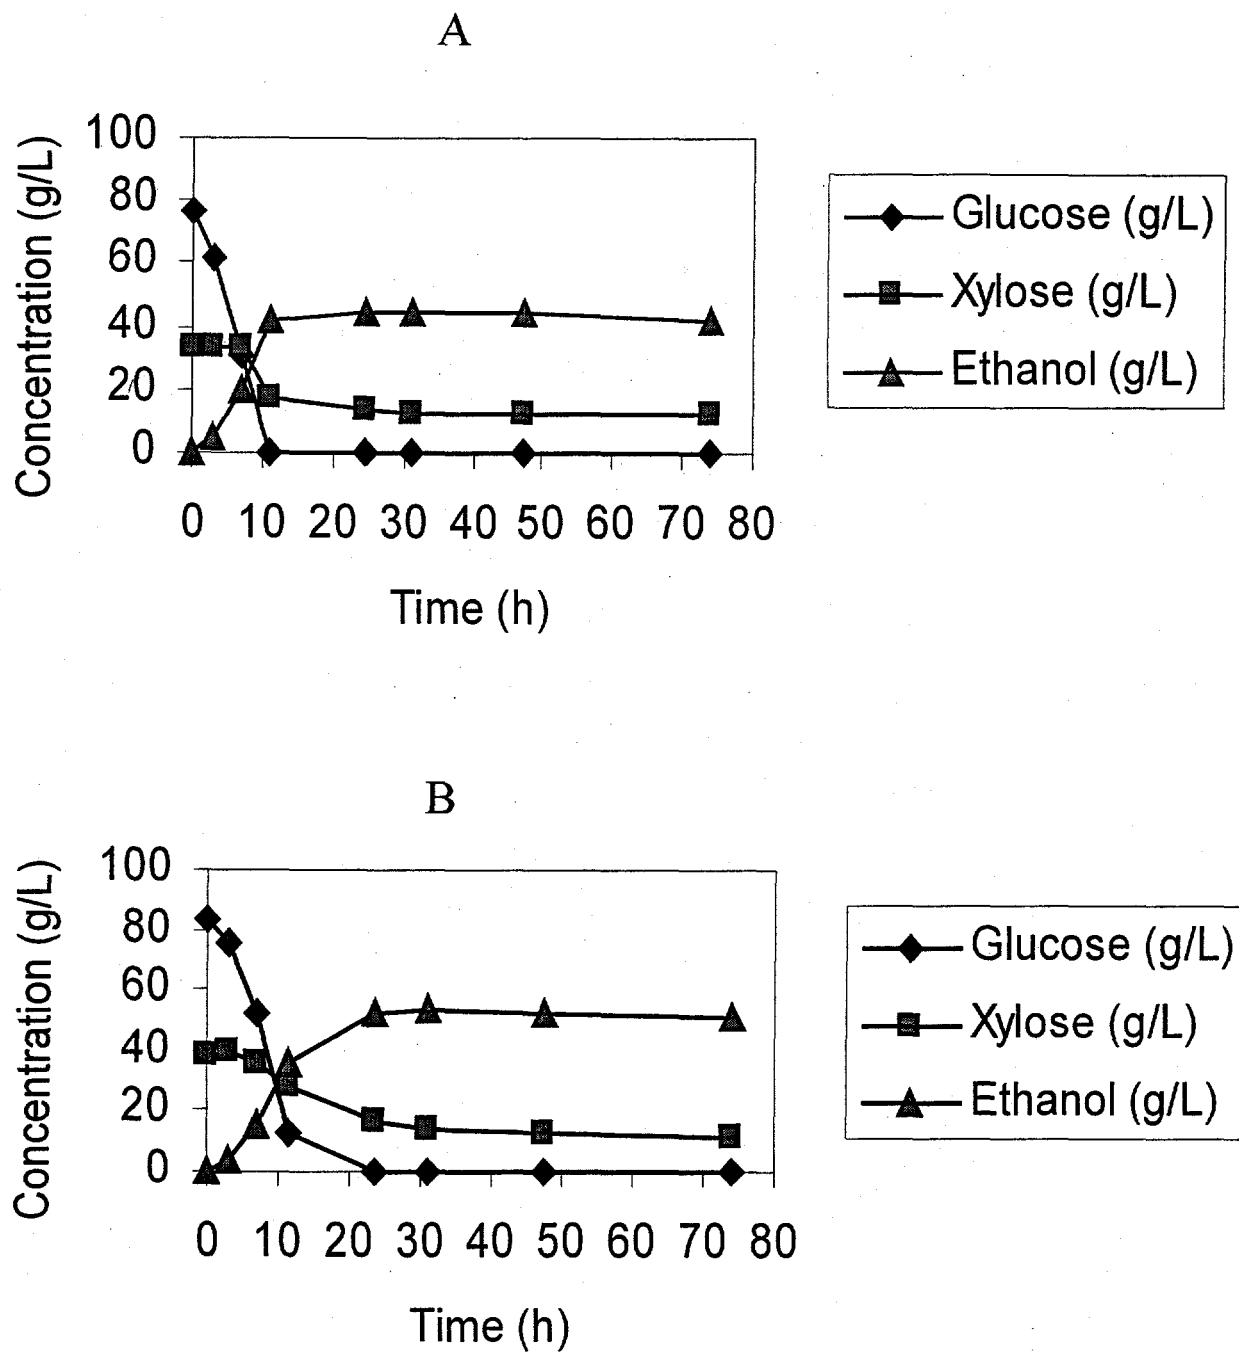 A
100
80
60
40
20
0
Concentration (g/L)
0 10 20 30 40 50 60 70 80
Time (h)
Glucose (g/L)
Xylose (g/L)
Ethanol (g/L)
B
100
80
60
40
20
0
Concentration (g/L)
0 10 20 30 40 50 60 70 80
Time (h)
Glucose (g/L)
Xylose (g/L)
Ethanol (g/L)